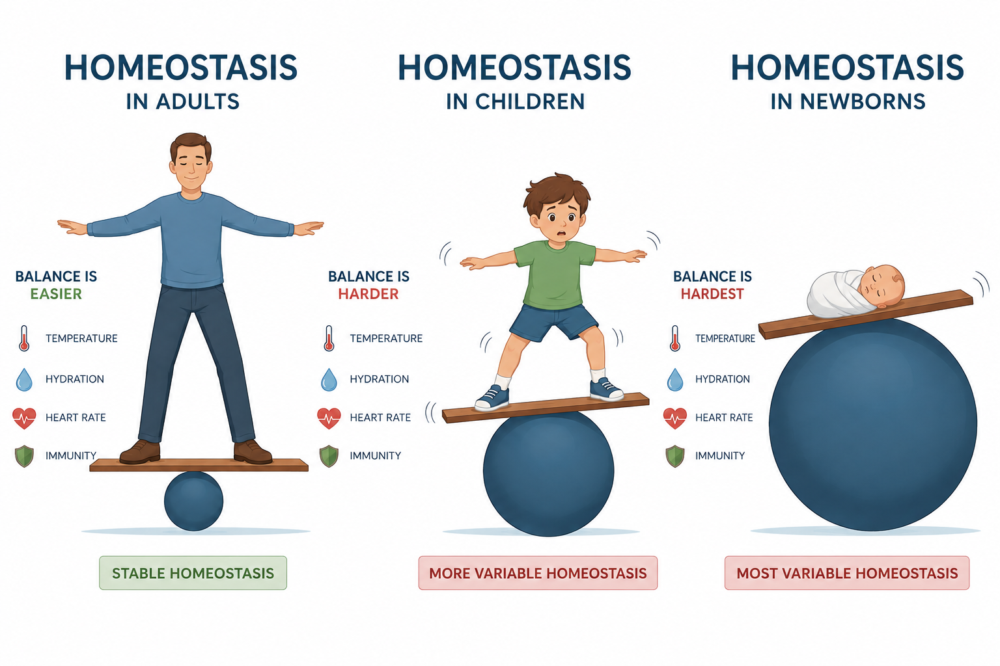 HOMEOSTASIS
IN ADULTS
BALANCE IS
EASIER
TEMPERATURE
HYDRATION
HEART RATE
IMMUNITY
STABLE HOMEOSTASIS
HOMEOSTASIS
IN CHILDREN
BALANCE IS
HARDER
TEMPERATURE
HYDRATION
HEART RATE
IMMUNITY
MORE VARIABLE HOMEOSTASIS
HOMEOSTASIS
IN NEWBORNS
BALANCE IS
HARDEST
TEMPERATURE
HYDRATION
HEART RATE
IMMUNITY
MOST VARIABLE HOMEOSTASIS